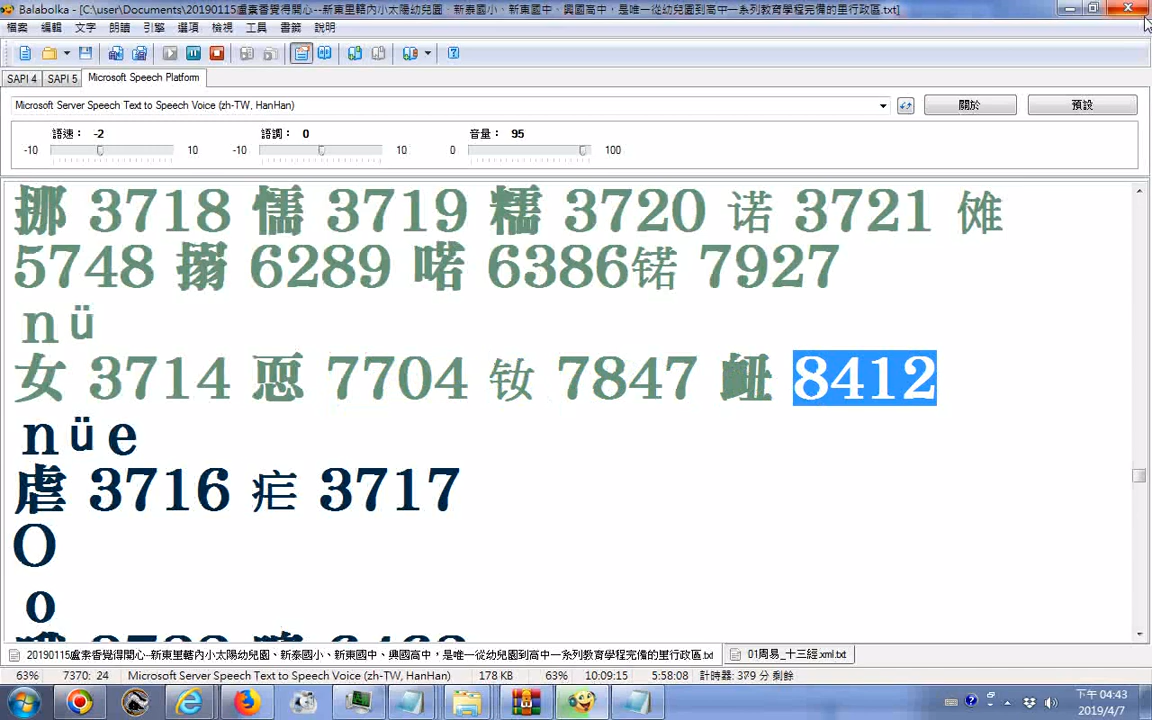 Balabolka - [C:\user\Documents\20190115盧素香覺得開心--新東里轄內小太陽幼兒園、新泰國小、新東國中、興國高中，是唯一從幼兒園到高中一系列教育學程完備的里行政區.txt]
檔案 編輯 文字 朗讀 引擎 選項 檢視 工具 書籤 說明
SAPI 4 SAPI 5 Microsoft Speech Platform
Microsoft Server Speech Text to Speech Voice (zh-TW, HanHan) 關於 預設
語速： -2 語調： 0 音量： 95
-10 10 -10 10 0 100
挪 3718 懦 3719 糯 3720 诺 3721 傩
5748 搦 6289 喏 6386锘 7927
nü
女 3714 恧 7704 钕 7847 衄 8412
nüe
虐 3716 疟 3717
O
o
20190115盧素香覺得開心--新東里轄內小太陽幼兒園、新泰國小、新東國中、興國高中，是唯一從幼兒園到高中一系列教育學程完備的里行政區.txt 01周易_十三經.xml.txt
63% 7370: 24 Microsoft Server Speech Text to Speech Voice (zh-TW, HanHan) 178 KB 63% 10:09:15 5:58:08 計時器: 379 分 剩餘
下午 04:43
2019/4/7